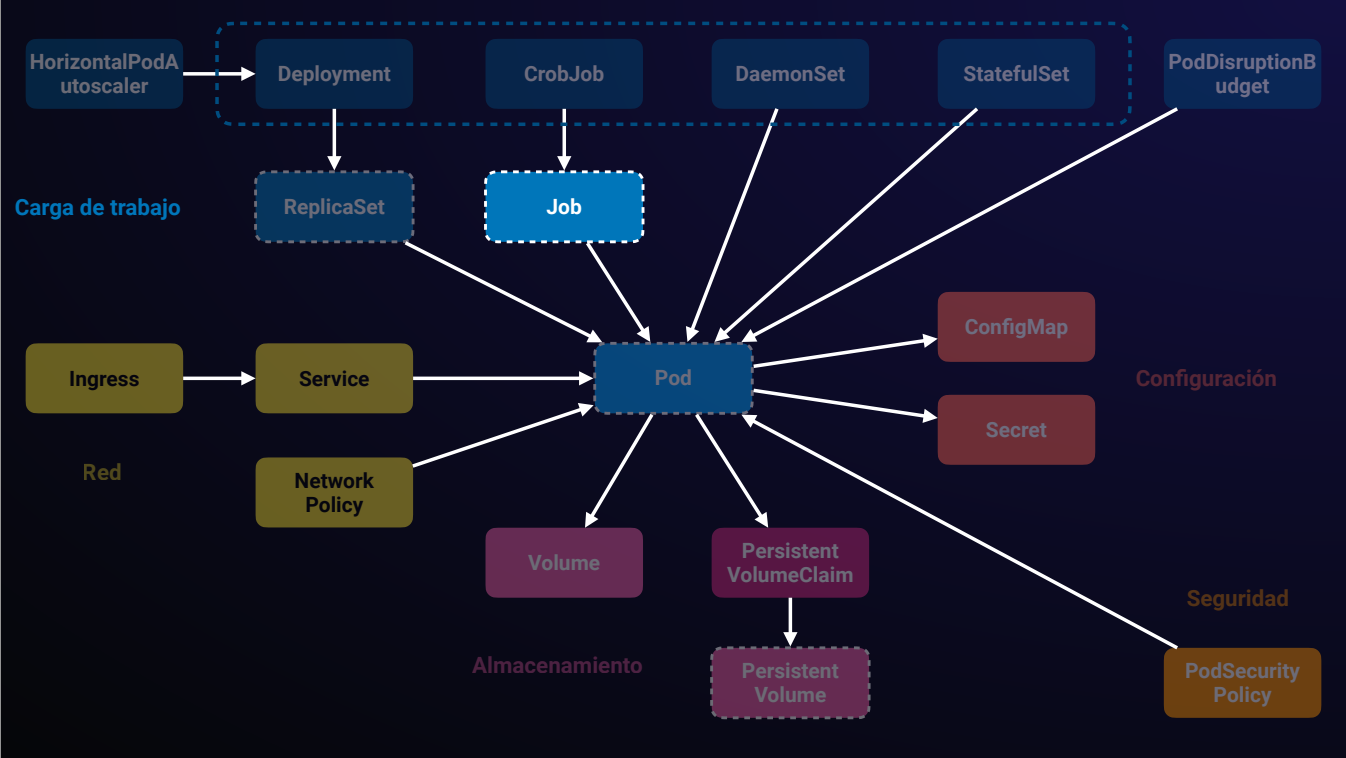 HorizontalPodA
utoscaler
Deployment
CrobJob
DaemonSet
StatefulSet
PodDisruptionB
udget
Carga de trabajo
ReplicaSet
Job
Ingress
Service
Pod
ConfigMap
Configuración
Secret
Red
Network
Policy
Volume
Persistent
VolumeClaim
Seguridad
Almacenamiento
Persistent
Volume
PodSecurity
Policy